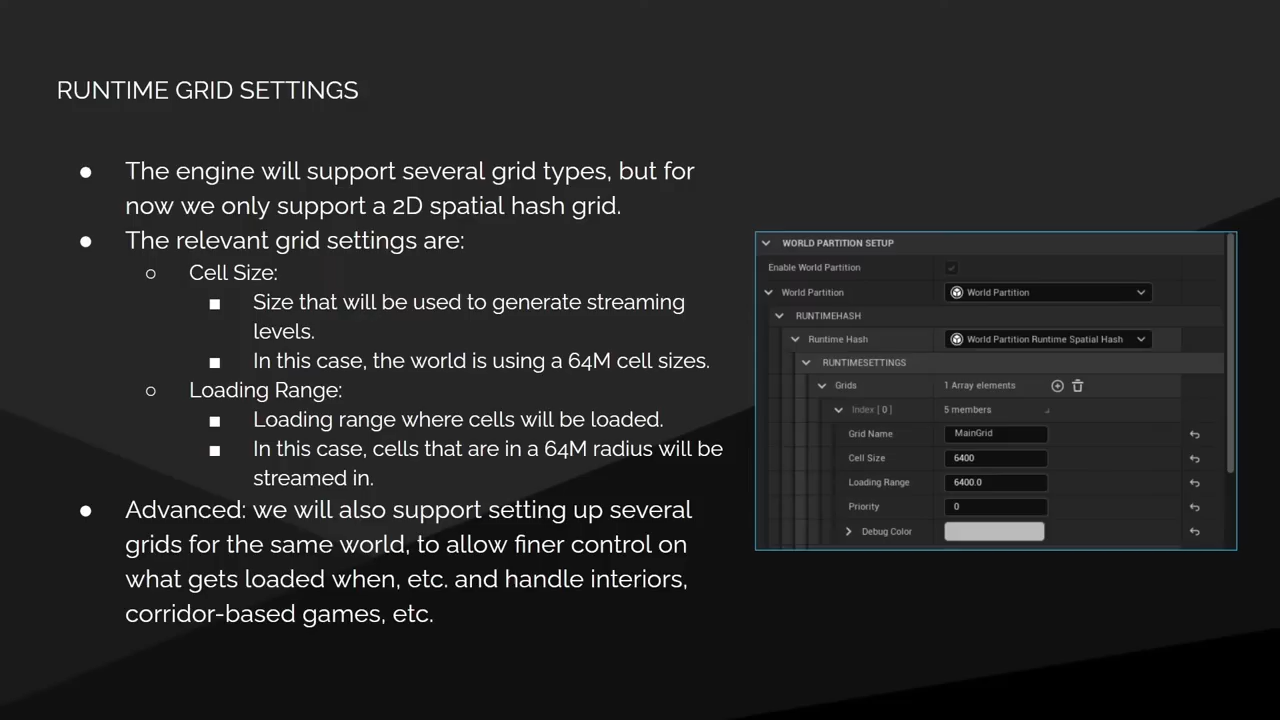 RUNTIME GRID SETTINGS
● The engine will support several grid types, but for
now we only support a 2D spatial hash grid.
● The relevant grid settings are:
○ Cell Size:
■ Size that will be used to generate streaming
levels.
■ In this case, the world is using a 64M cell sizes.
○ Loading Range:
■ Loading range where cells will be loaded.
■ In this case, cells that are in a 64M radius will be
streamed in.
● Advanced: we will also support setting up several
grids for the same world, to allow finer control on
what gets loaded when, etc. and handle interiors,
corridor-based games, etc.
WORLD PARTITION SETUP
Enable World Partition
World Partition World Partition
RUNTIMEHASH
Runtime Hash World Partition Runtime Spatial Hash
RUNTIMESETTINGS
Grids 1 Array elements
Index [ 0 ] 5 members
Grid Name MainGrid
Cell Size 6400
Loading Range 6400.0
Priority 0
Debug Color